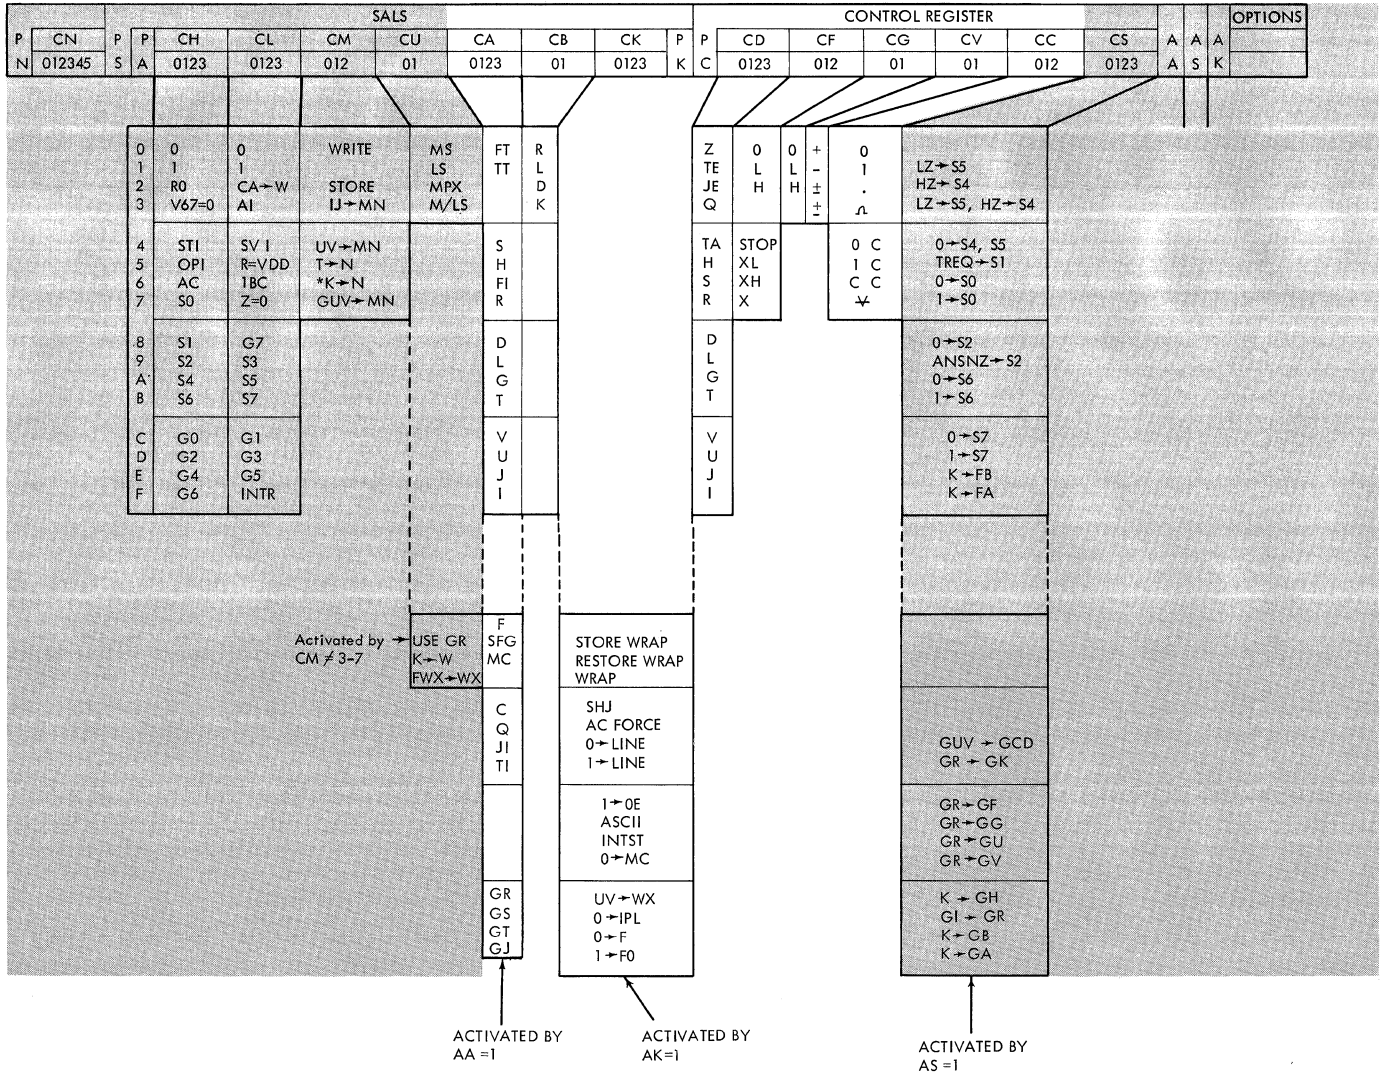 SALS CONTROL REGISTER OPTIONS
P CN P P CH CL CM CU CA CB CK P P CD CF CG CV CC CS A A A
N 012345 S A 0123 0123 012 01 0123 01 0123 K C 0123 012 01 01 012 0123 A S K
0 0 0 WRITE MS FT R Z 0 0 + 0
1 1 1 LS TT L TE L L - 1 LZ→S5
2 R0 CA→W STORE MPX D JE H H ± . HZ→S4
3 V67=0 AI IJ→MN M/LS K Q ± Ω LZ→S5, HZ→S4
4 STI SV I UV→MN S TA STOP 0 C 0→S4, S5
5 OPI R=VDD T→N H H XL 1 C TREQ→S1
6 AC 1BC *K→N FI S XH C C 0→S0
7 S0 Z=0 GUV→MN R R X ⊻ 1→S0
8 S1 G7 D D 0→S2
9 S2 S3 L L ANSNZ→S2
A S4 S5 G G 0→S6
B S6 S7 T T 1→S6
C G0 G1 V V 0→S7
D G2 G3 U U 1→S7
E G4 G5 J J K→FB
F G6 INTR I I K→FA
F
Activated by → USE GR SFG STORE WRAP
CM ≠ 3-7 K→W MC RESTORE WRAP
FWX→WX WRAP
C SHJ
Q AC FORCE
JI 0→LINE GUV → GCD
TI 1→LINE GR → GK
1→0E GR→GF
ASCII GR→GG
INTST GR→GU
0→MC GR→GV
GR UV→WX K → GH
GS 0→IPL GI → GR
GT 0→F K→GB
GJ 1→F0 K→GA
ACTIVATED BY
AA =1
ACTIVATED BY
AK=1
ACTIVATED BY
AS =1